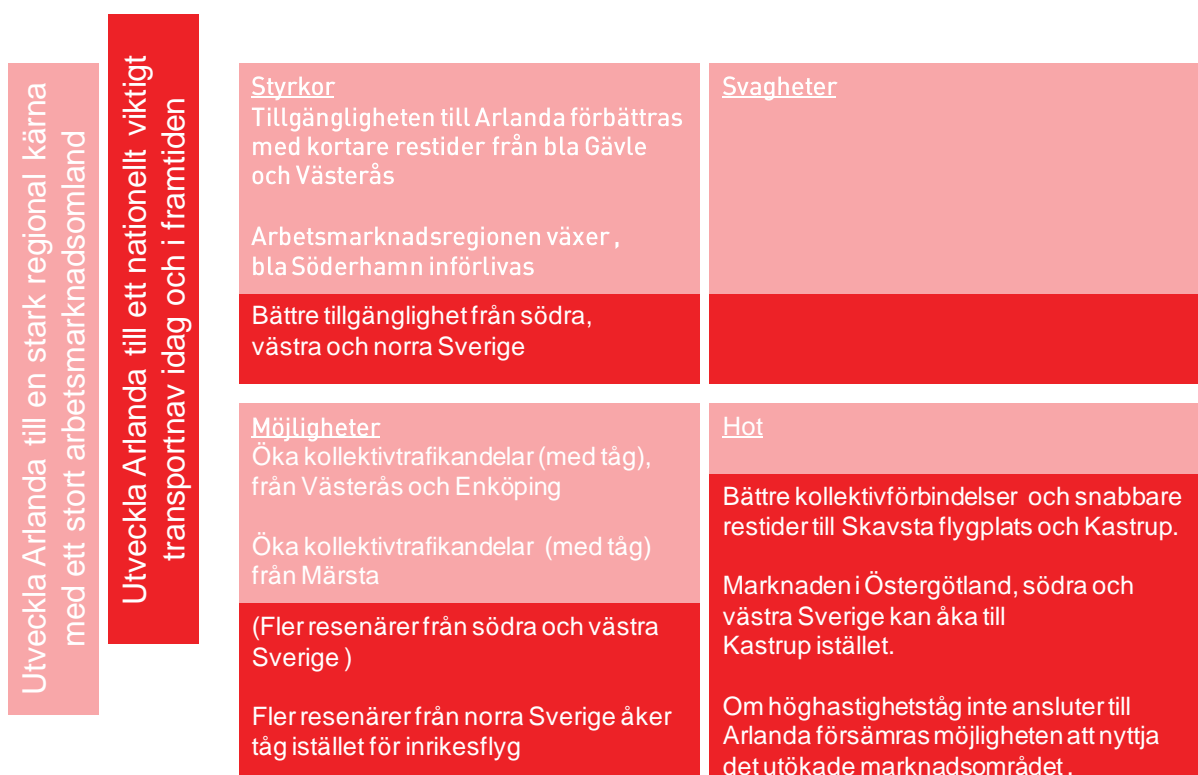 Utveckla Arlanda till en stark regional kärna
med ett stort arbetsmarknadsomland
Utveckla Arlanda till ett nationellt viktigt
transportnav idag och i framtiden
Styrkor
Tillgängligheten till Arlanda förbättras
med kortare restider från bla Gävle
och Västerås
Arbetsmarknadsregionen växer ,
bla Söderhamn införlivas
Bättre tillgänglighet från södra,
västra och norra Sverige
Svagheter
Möjligheter
Öka kollektivtrafikandelar (med tåg),
från Västerås och Enköping
Öka kollektivtrafikandelar (med tåg)
från Märsta
(Fler resenärer från södra och västra
Sverige )
Fler resenärer från norra Sverige åker
tåg istället för inrikesflyg
Hot
Bättre kollektivförbindelser och snabbare
restider till Skavsta flygplats och Kastrup.
Marknaden i Östergötland, södra och
västra Sverige kan åka till
Kastrup istället.
Om höghastighetståg inte ansluter till
Arlanda försämras möjligheten att nyttja
det utökade marknadsområdet .